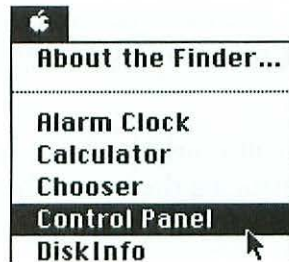 About the Finder...
Alarm Clock
Calculator
Chooser
Control Panel
DiskInfo